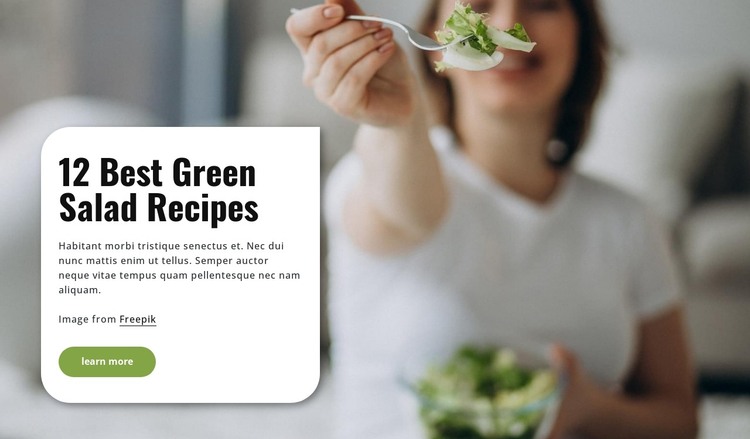 12 Best Green
Salad Recipes
Habitant morbi tristique senectus et. Nec dui
nunc mattis enim ut tellus. Semper auctor
neque vitae tempus quam pellentesque nec nam
aliquam.
Image from Freepik
learn more